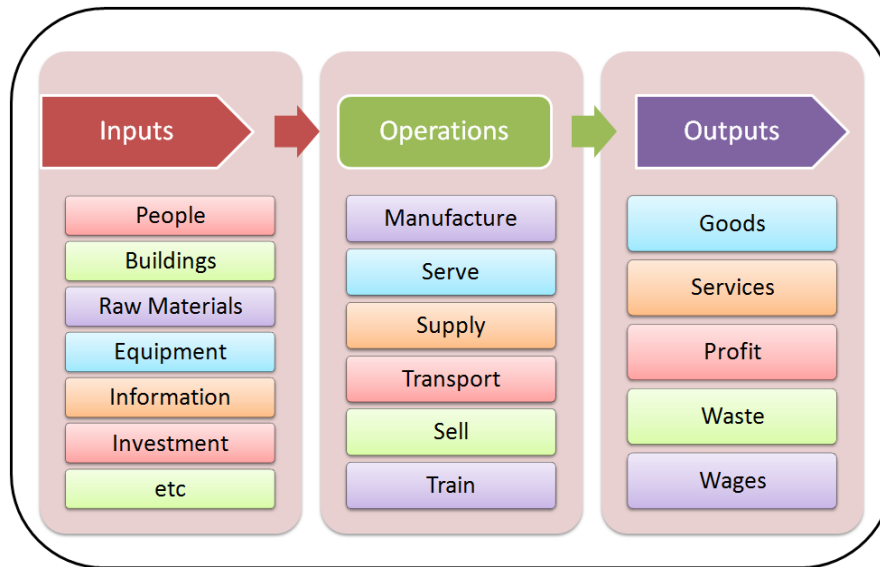 Inputs
People
Buildings
Raw Materials
Equipment
Information
Investment
etc
Operations
Manufacture
Serve
Supply
Transport
Sell
Train
Outputs
Goods
Services
Profit
Waste
Wages